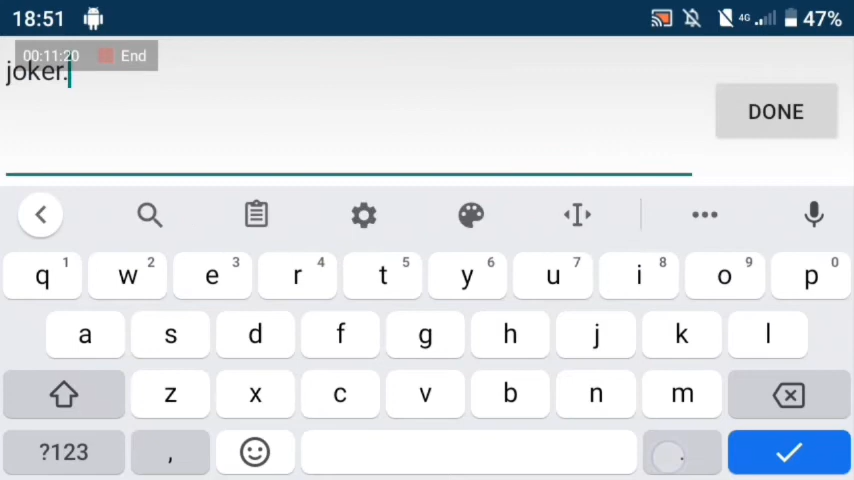 18:51 4G 47%
00:11:20 End
joker.
DONE
q 1 w 2 e 3 r 4 t 5 y 6 u 7 i 8 o 9 p 0
a s d f g h j k l
z x c v b n m
?123 , .